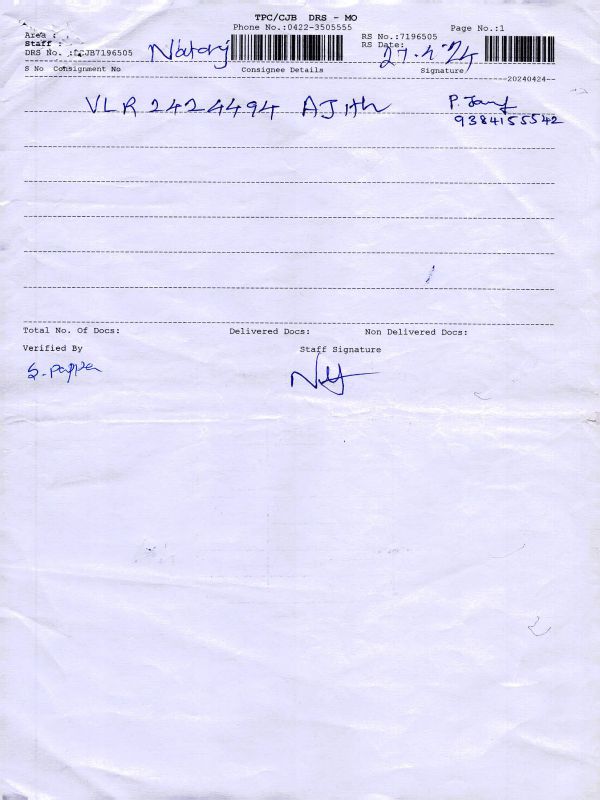 TPC/CJB DRS - MO
Phone No.:0422-3505555 Page No.:1
Area : RS No.:7196505
Staff : RS Date: 27.4.24
DRS No. :CJB7196505
S No Consignment No Consignee Details Signature
--20240424--
VLR 2424494 AJith
9384155542
Total No. Of Docs: Delivered Docs: Non Delivered Docs:
Verified By Staff Signature
S. Pappa